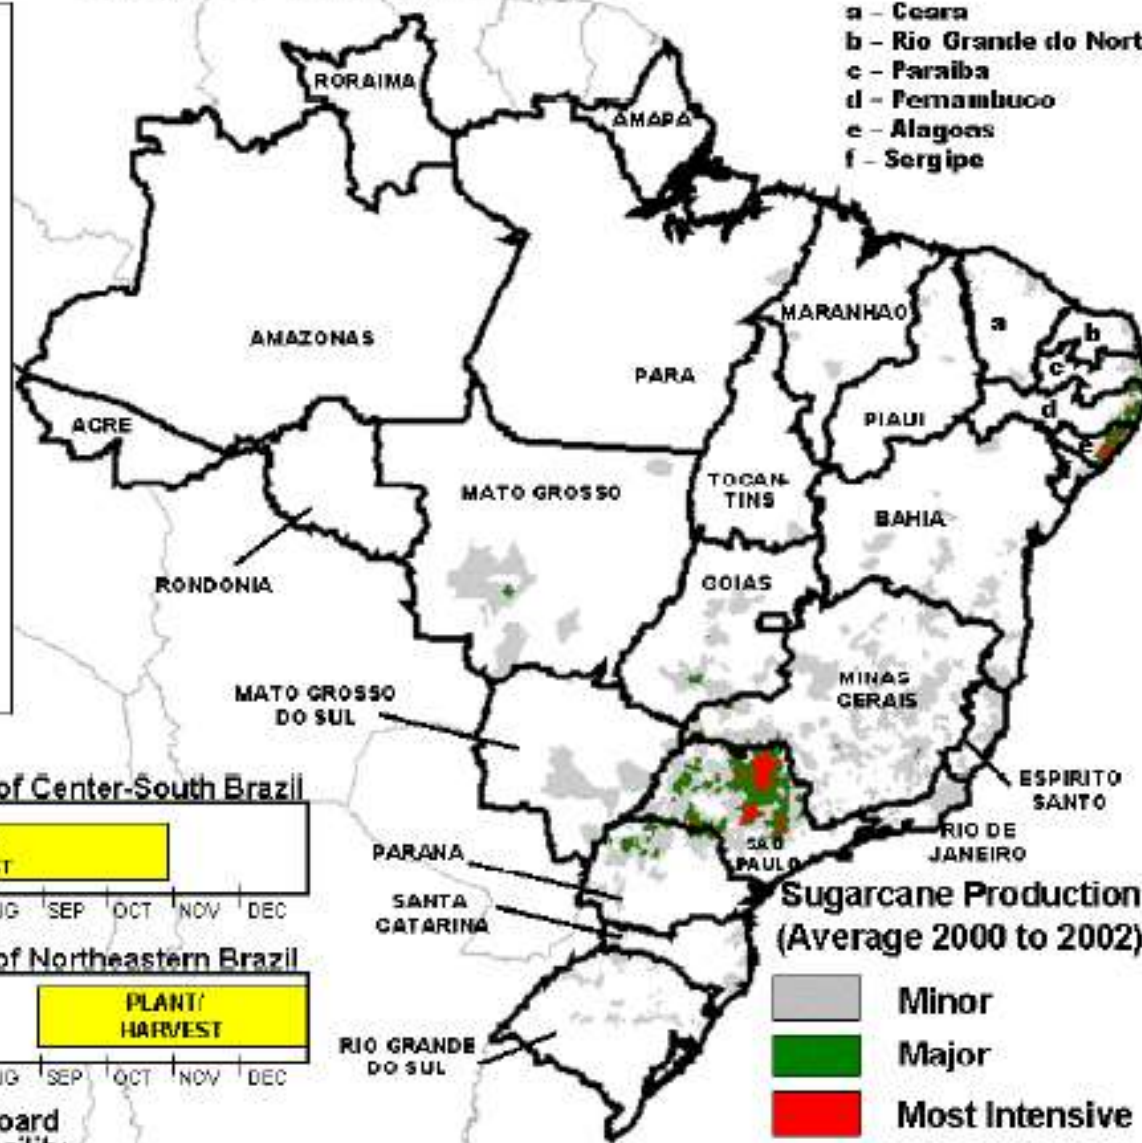 a - Ceara
b - Rio Grande do Nort
c - Paraiba
d - Pernambuco
e - Alagoas
f - Sergipe
RORAIMA
AMAPA
AMAZONAS
PARA
MARANHAO
a
b
c
d
e
f
ACRE
PIAUI
MATO GROSSO
TOCAN-
TINS
BAHIA
RONDONIA
GOIAS
MATO GROSSO
DO SUL
MINAS
GERAIS
ESPIRITO
SANTO
RIO DE
JANEIRO
SAO
PAULO
PARANA
SANTA
CATARINA
RIO GRANDE
DO SUL
of Center-South Brazil
T
UG SEP OCT NOV DEC
of Northeastern Brazil
PLANT/
HARVEST
UG SEP OCT NOV DEC
oard
Sugarcane Production
(Average 2000 to 2002)
Minor
Major
Most Intensive